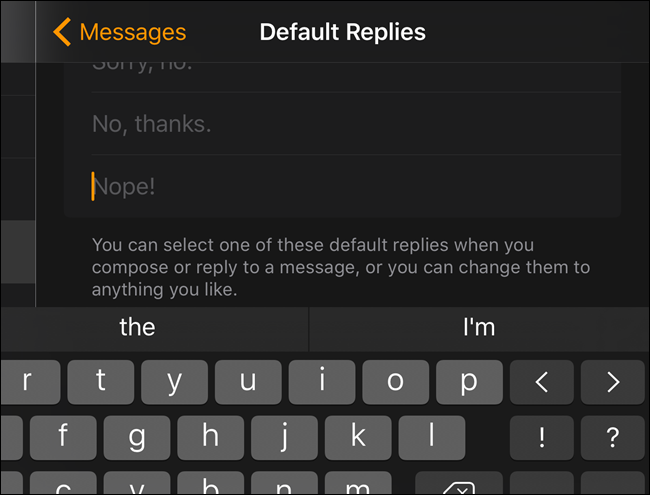 Messages
Default Replies
Sorry, no.
No, thanks.
Nope!
You can select one of these default replies when you
compose or reply to a message, or you can change them to
anything you like.
the I'm
r t y u i o p < >
f g h j k l ! ?
c v b n m